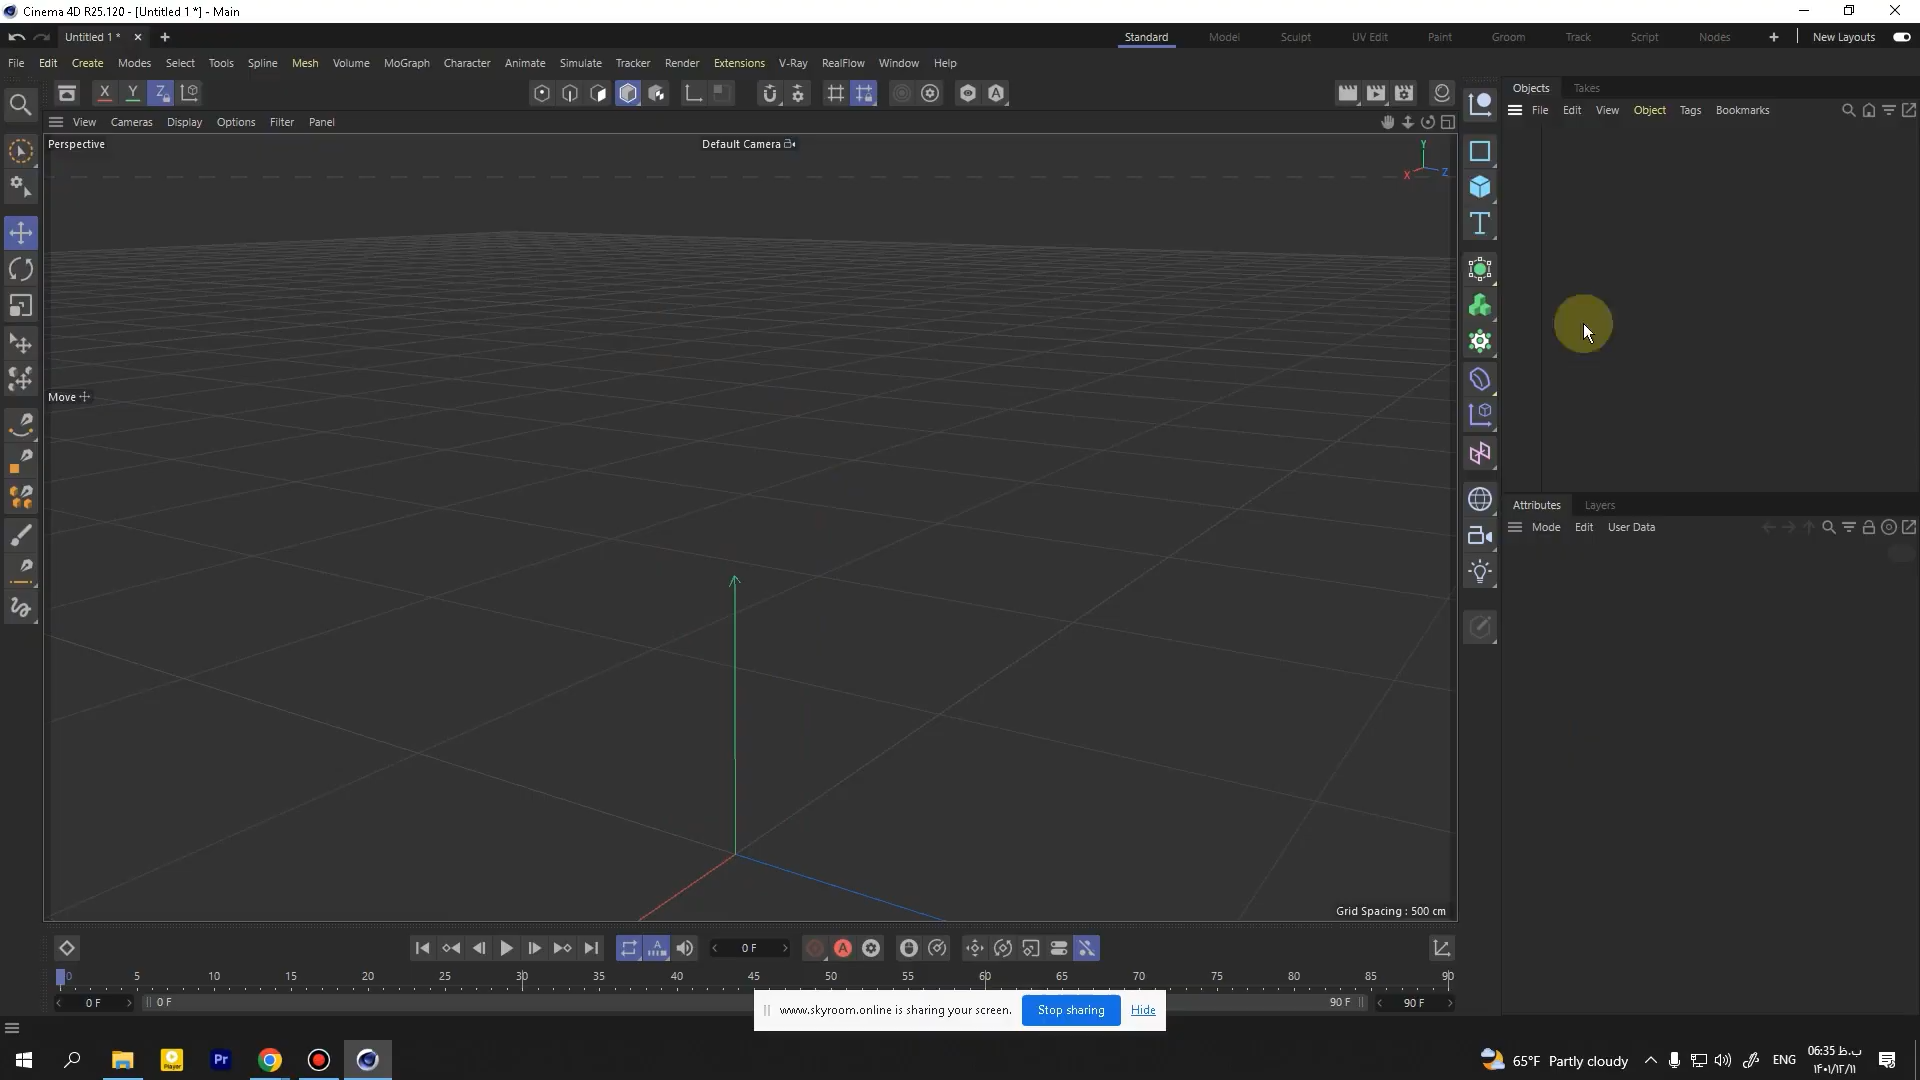 Cinema 4D R25.120 - [Untitled 1 *] - Main
Untitled 1 *
Standard
Model
Sculpt
UV Edit
Paint
Groom
Track
Script
Nodes
New Layouts
File Edit Create Modes Select Tools Spline Mesh Volume MoGraph Character Animate Simulate Tracker Render Extensions V-Ray RealFlow Window Help
X Y Z
Objects Takes
View Cameras Display Options Filter Panel
File Edit View Object Tags Bookmarks
Perspective
Default Camera
Y
X
Z
Move
Attributes Layers
Mode Edit User Data
Grid Spacing : 500 cm
0 F
0 5 10 15 20 25 30 35 40 45 50 55 60 65 70 75 80 85 90
0 F
0 F
90 F
90 F
www.skyroom.online is sharing your screen.
Stop sharing
Hide
Player
Pr
65°F Partly cloudy
ENG
06:35 ب.ظ
۱۴۰۱/۱۲/۱۱